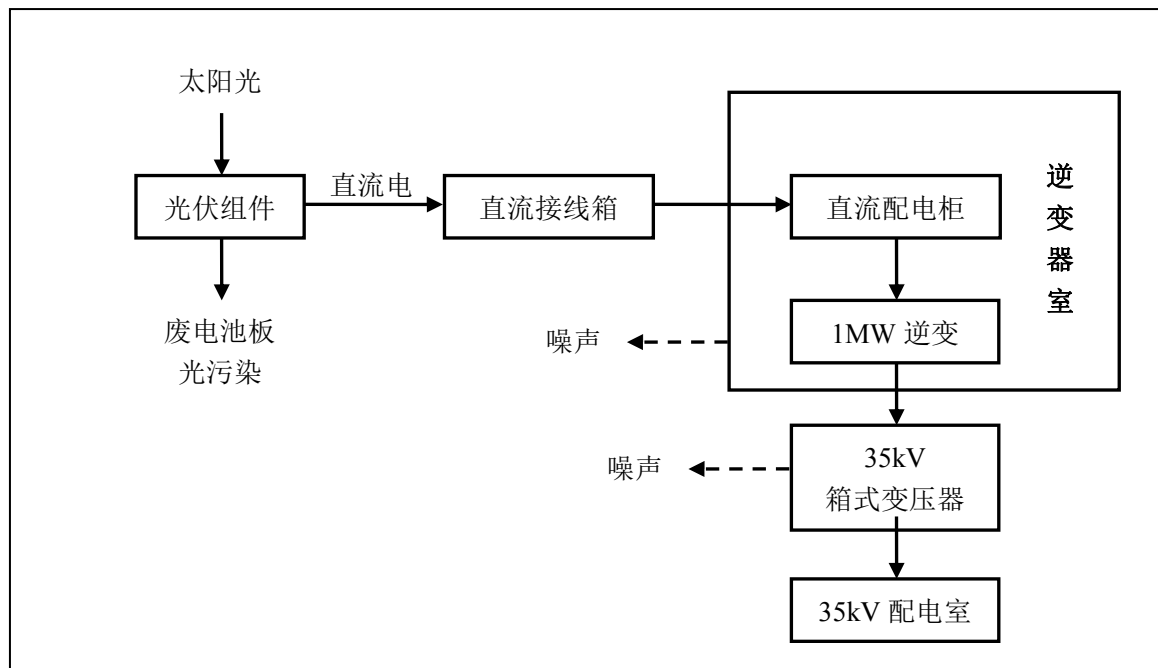 太阳光
光伏组件
直流电
直流接线箱
直流配电柜
逆变器室
废电池板
光污染
噪声
1MW 逆变
噪声
35kV
箱式变压器
35kV 配电室